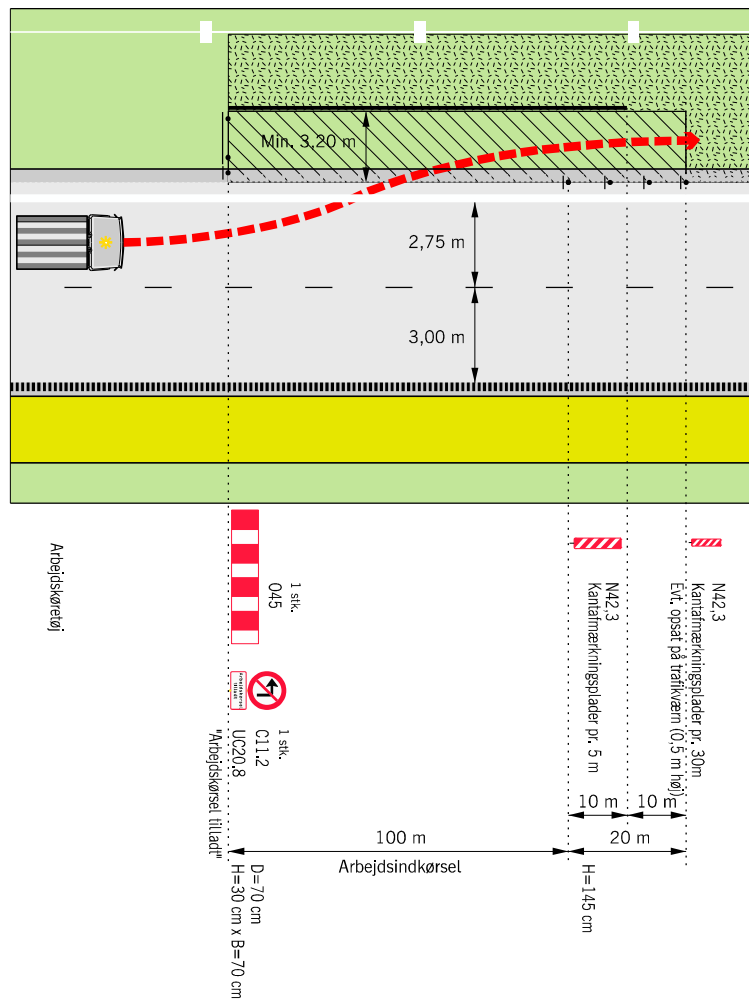 Min. 3,20 m
2,75 m
3,00 m
Arbejdskøretøj
1 stk.
O45
Arbejdskørsel
tilladt
1 stk.
C11.2
UC20.8
"Arbejdskørsel tilladt"
D=70 cm
H=30 cm x B=70 cm
N42,3
Kantafmærkningsplader pr. 5 m
H=145 cm
N42,3
Kantafmærkningsplader pr. 30m
Evt. opsat på trafikværn (0,5 m høj)
10 m
10 m
100 m
20 m
Arbejdsindkørsel